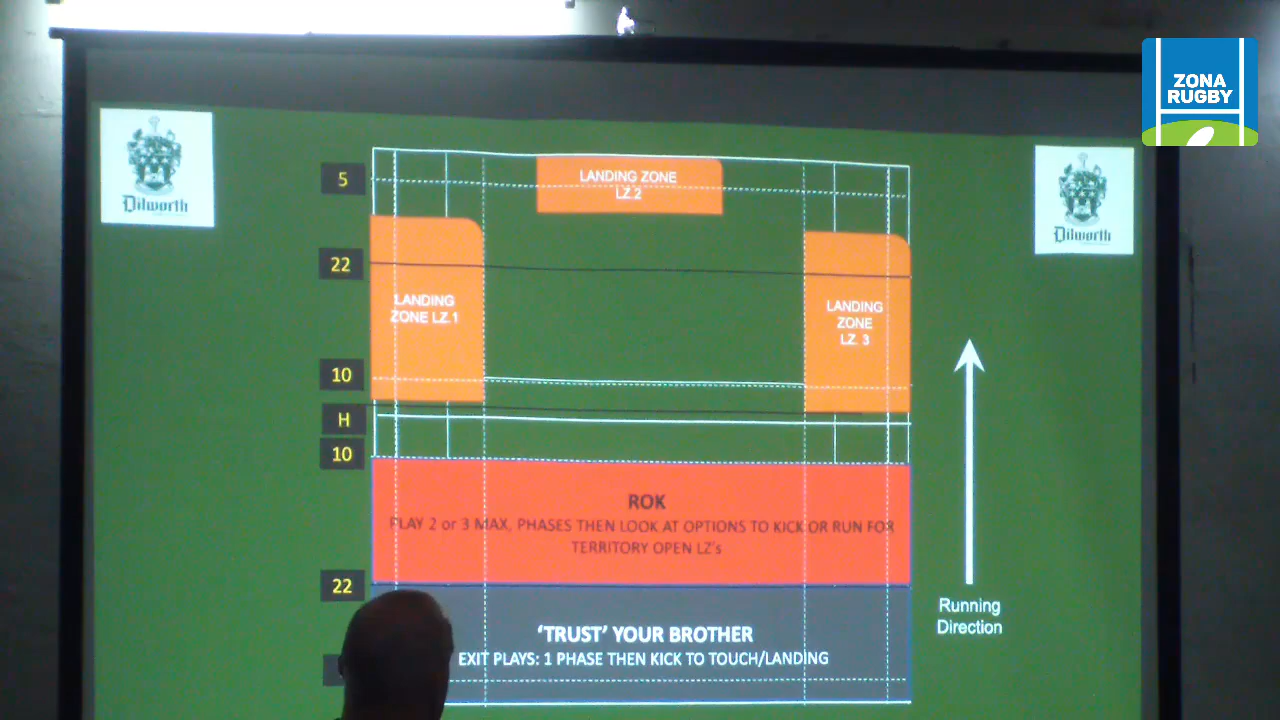 ZONA
RUGBY
Dilworth
Dilworth
5
LANDING ZONE
LZ.2
22
LANDING
ZONE LZ.1
LANDING
ZONE
LZ. 3
10
H
10
ROK
PLAY 2 or 3 MAX, PHASES THEN LOOK AT OPTIONS TO KICK OR RUN FOR
TERRITORY OPEN LZ's
22
Running
Direction
‘TRUST’ YOUR BROTHER
EXIT PLAYS: 1 PHASE THEN KICK TO TOUCH/LANDING